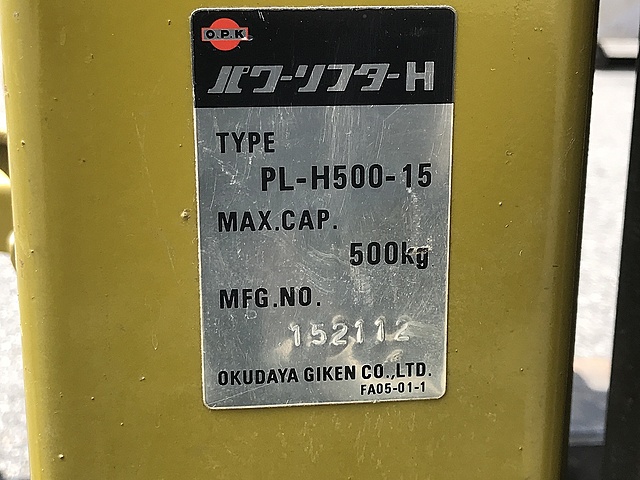 O.P.K
パワーリフターH
TYPE
PL-H500-15
MAX.CAP.
500kg
MFG.NO.
152112
OKUDAYA GIKEN CO.,LTD.
FA05-01-1